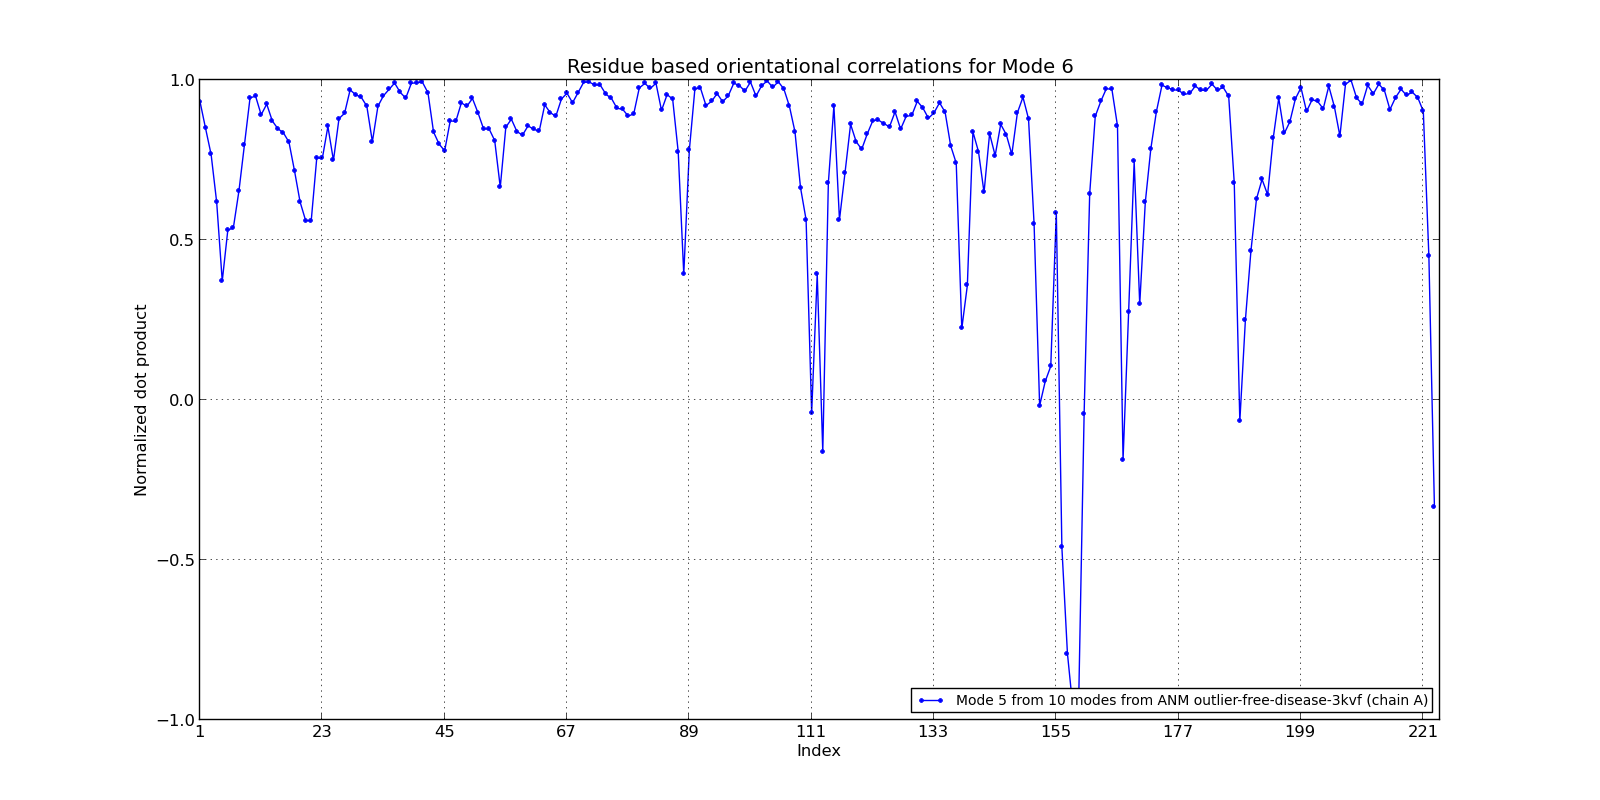 Residue based orientational correlations for Mode 6
1.0
0.5
0.0
−0.5
−1.0
Normalized dot product
Mode 5 from 10 modes from ANM outlier-free-disease-3kvf (chain A)
1 23 45 67 89 111 133 155 177 199 221
Index